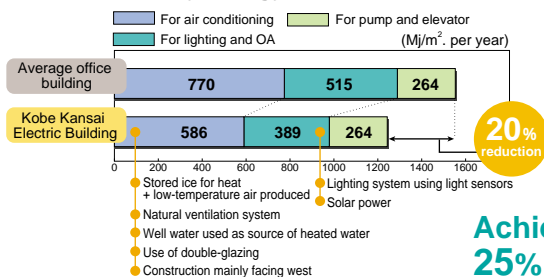 For air conditioning
For pump and elevator
For lighting and OA
(Mj/m². per year)
Average office
building
770
515
264
Kobe Kansai
Electric Building
586
389
264
20%
reduction
0
200
400
600
800
1000
1200
1400
1600
Stored ice for heat
+ low-temperature air produced
Natural ventilation system
Well water used as source of heated water
Use of double-glazing
Construction mainly facing west
Lighting system using light sensors
Solar power
25%